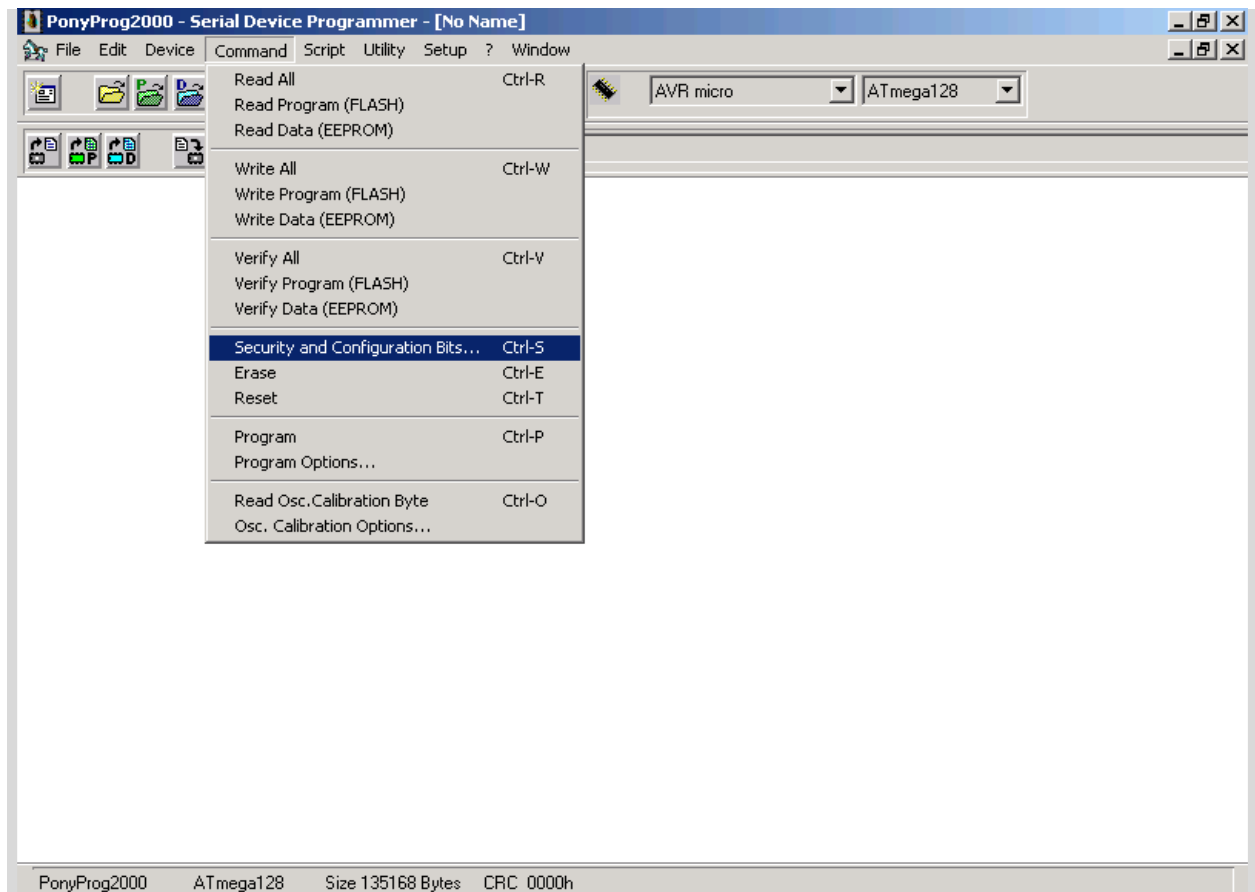 PonyProg2000 - Serial Device Programmer - [No Name]
File Edit Device Command Script Utility Setup ? Window
AVR micro ATmega128
P D
P D
Read All Ctrl-R
Read Program (FLASH)
Read Data (EEPROM)
Write All Ctrl-W
Write Program (FLASH)
Write Data (EEPROM)
Verify All Ctrl-V
Verify Program (FLASH)
Verify Data (EEPROM)
Security and Configuration Bits... Ctrl-S
Erase Ctrl-E
Reset Ctrl-T
Program Ctrl-P
Program Options...
Read Osc.Calibration Byte Ctrl-O
Osc. Calibration Options...
PonyProg2000 ATmega128 Size 135168 Bytes CRC 0000h